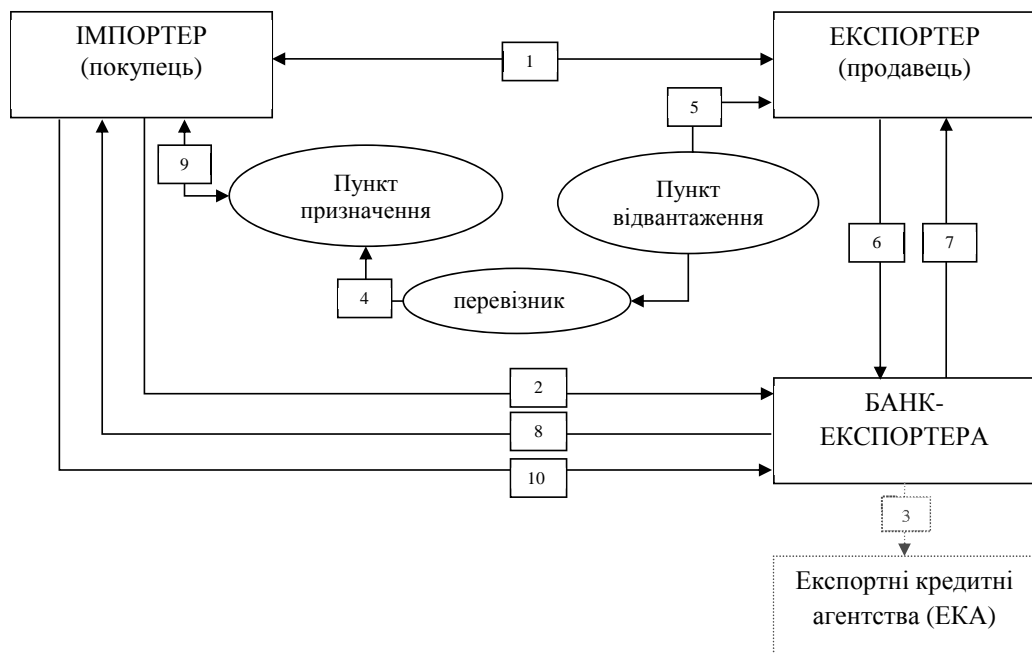 ІМПОРТЕР
(покупець)
1
ЕКСПОРТЕР
(продавець)
5
9
Пункт
призначення
Пункт
відвантаження
6
7
4
перевізник
2
8
10
БАНК-
ЕКСПОРТЕРА
3
Експортні кредитні
агентства (ЕКА)